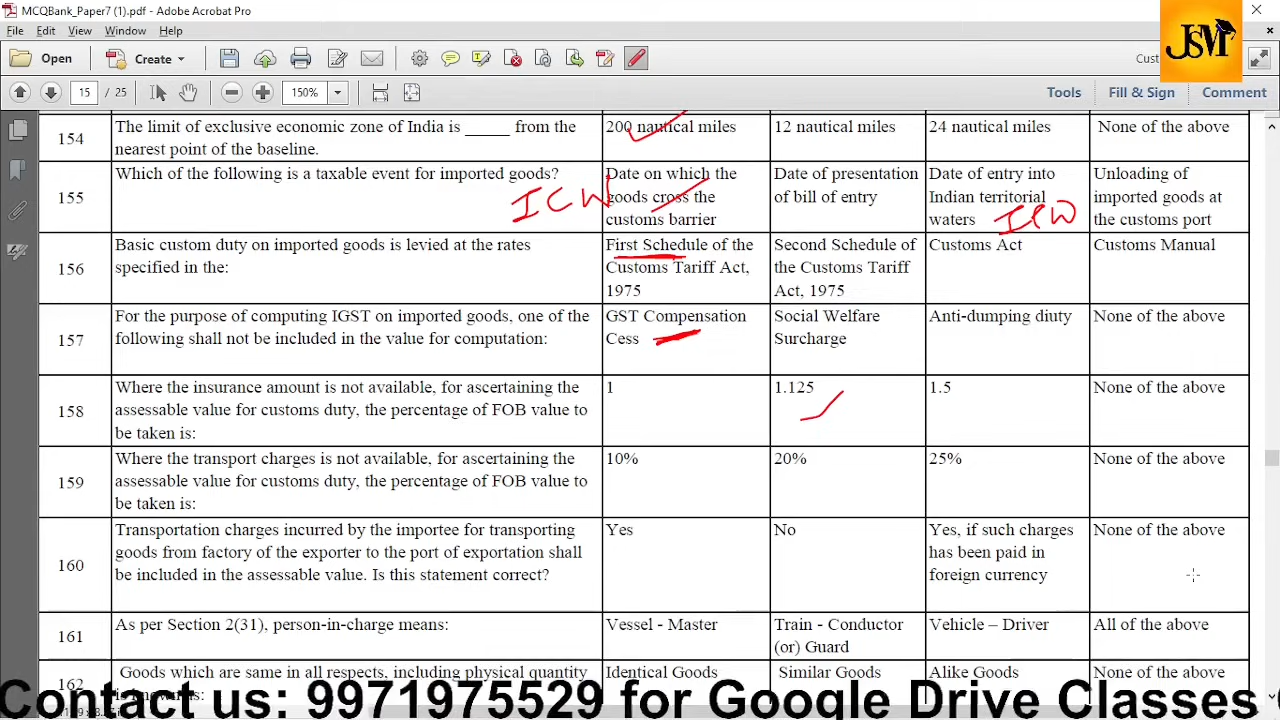 MCQBank_Paper7 (1).pdf - Adobe Acrobat Pro
File Edit View Window Help
JSM
Open Create Cust
15 / 25 150% Tools Fill & Sign Comment
154 The limit of exclusive economic zone of India is _____ from the nearest point of the baseline. 200 nautical miles 12 nautical miles 24 nautical miles None of the above
155 Which of the following is a taxable event for imported goods? Date on which the goods cross the customs barrier Date of presentation of bill of entry Date of entry into Indian territorial waters Unloading of imported goods at the customs port
ICW
156 Basic custom duty on imported goods is levied at the rates specified in the: First Schedule of the Customs Tariff Act, 1975 Second Schedule of the Customs Tariff Act, 1975 Customs Act Customs Manual
157 For the purpose of computing IGST on imported goods, one of the following shall not be included in the value for computation: GST Compensation Cess Social Welfare Surcharge Anti-dumping diuty None of the above
158 Where the insurance amount is not available, for ascertaining the assessable value for customs duty, the percentage of FOB value to be taken is: 1 1.125 1.5 None of the above
159 Where the transport charges is not available, for ascertaining the assessable value for customs duty, the percentage of FOB value to be taken is: 10% 20% 25% None of the above
160 Transportation charges incurred by the importee for transporting goods from factory of the exporter to the port of exportation shall be included in the assessable value. Is this statement correct? Yes No Yes, if such charges has been paid in foreign currency None of the above
161 As per Section 2(31), person-in-charge means: Vessel - Master Train - Conductor (or) Guard Vehicle – Driver All of the above
162 Goods which are same in all respects, including physical quantity Identical Goods Similar Goods Alike Goods None of the above
Contact us: 9971975529 for Google Drive Classes